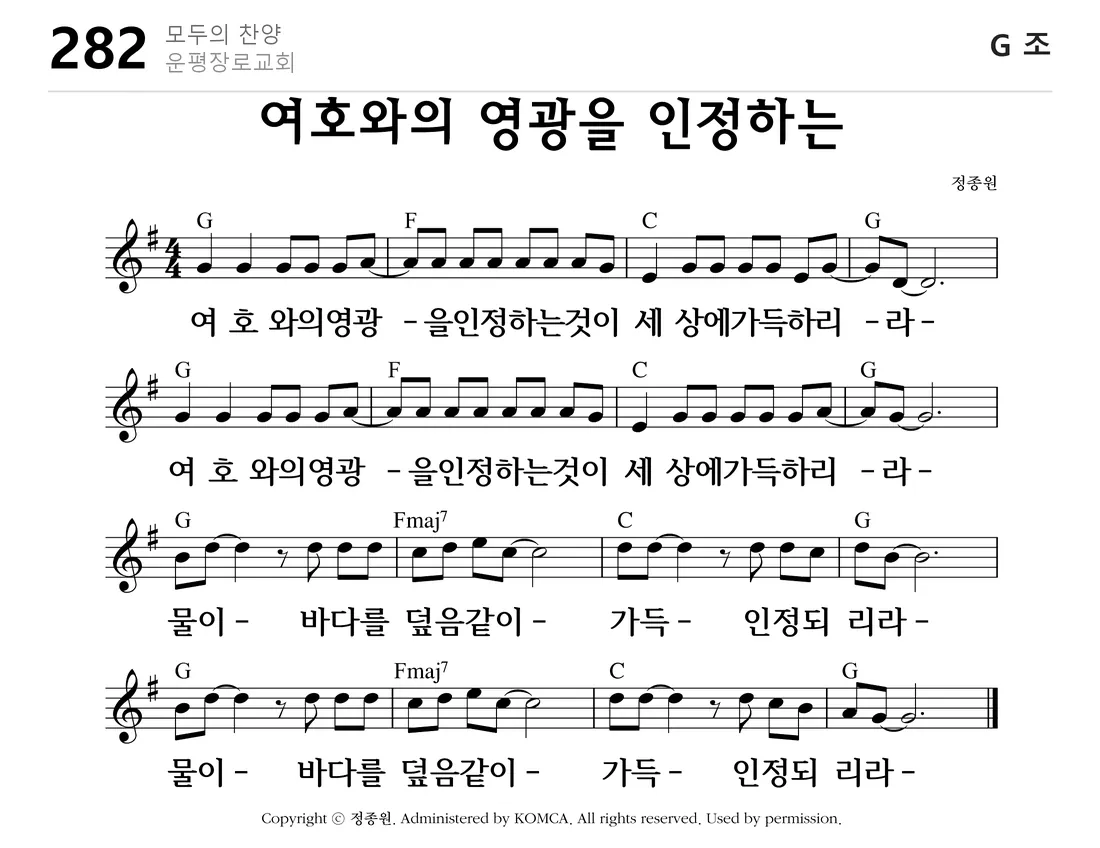 282 모두의 찬양
운평장로교회
G 조
여호와의 영광을 인정하는
정종원
G F C G
4
4
여 호 와의영광 - 을인정하는것이 세 상에가득하리 - 라 -
G F C G
여 호 와의영광 - 을인정하는것이 세 상에가득하리 - 라 -
G Fmaj7 C G
물이 - 바다를 덮음같이 - 가득 - 인정되 리라 -
G Fmaj7 C G
물이 - 바다를 덮음같이 - 가득 - 인정되 리라 -
Copyright ⓒ 정종원. Administered by KOMCA. All rights reserved. Used by permission.